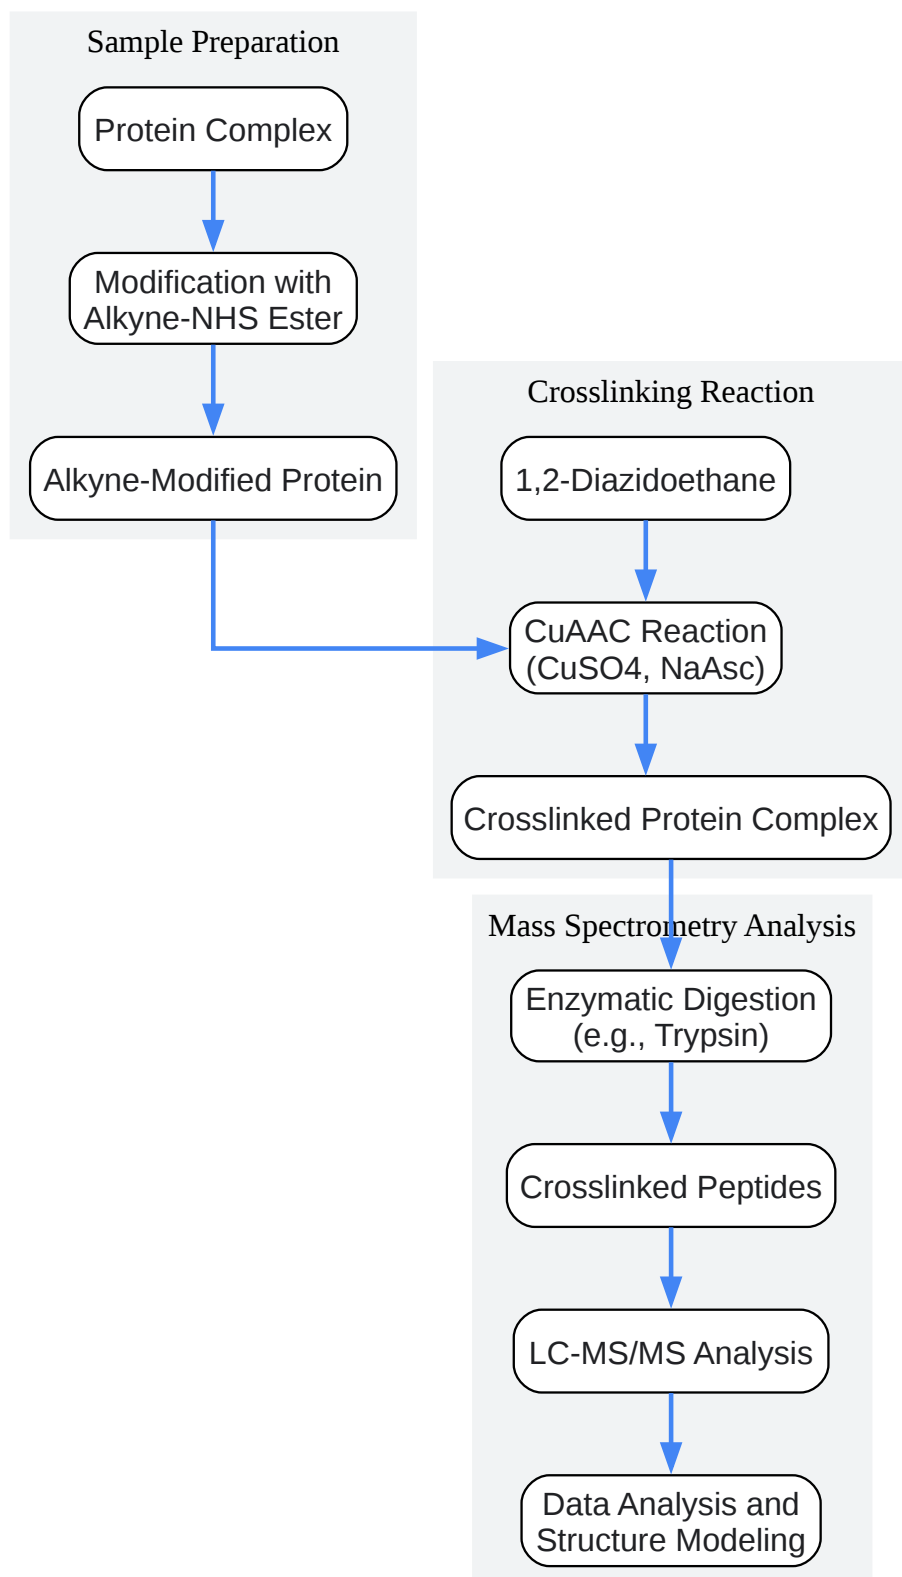 Sample Preparation
Protein Complex
Modification with
Alkyne-NHS Ester
Alkyne-Modified Protein
Crosslinking Reaction
1,2-Diazidoethane
CuAAC Reaction
(CuSO4, NaAsc)
Crosslinked Protein Complex
Mass Spectrometry Analysis
Enzymatic Digestion
(e.g., Trypsin)
Crosslinked Peptides
LC-MS/MS Analysis
Data Analysis and
Structure Modeling